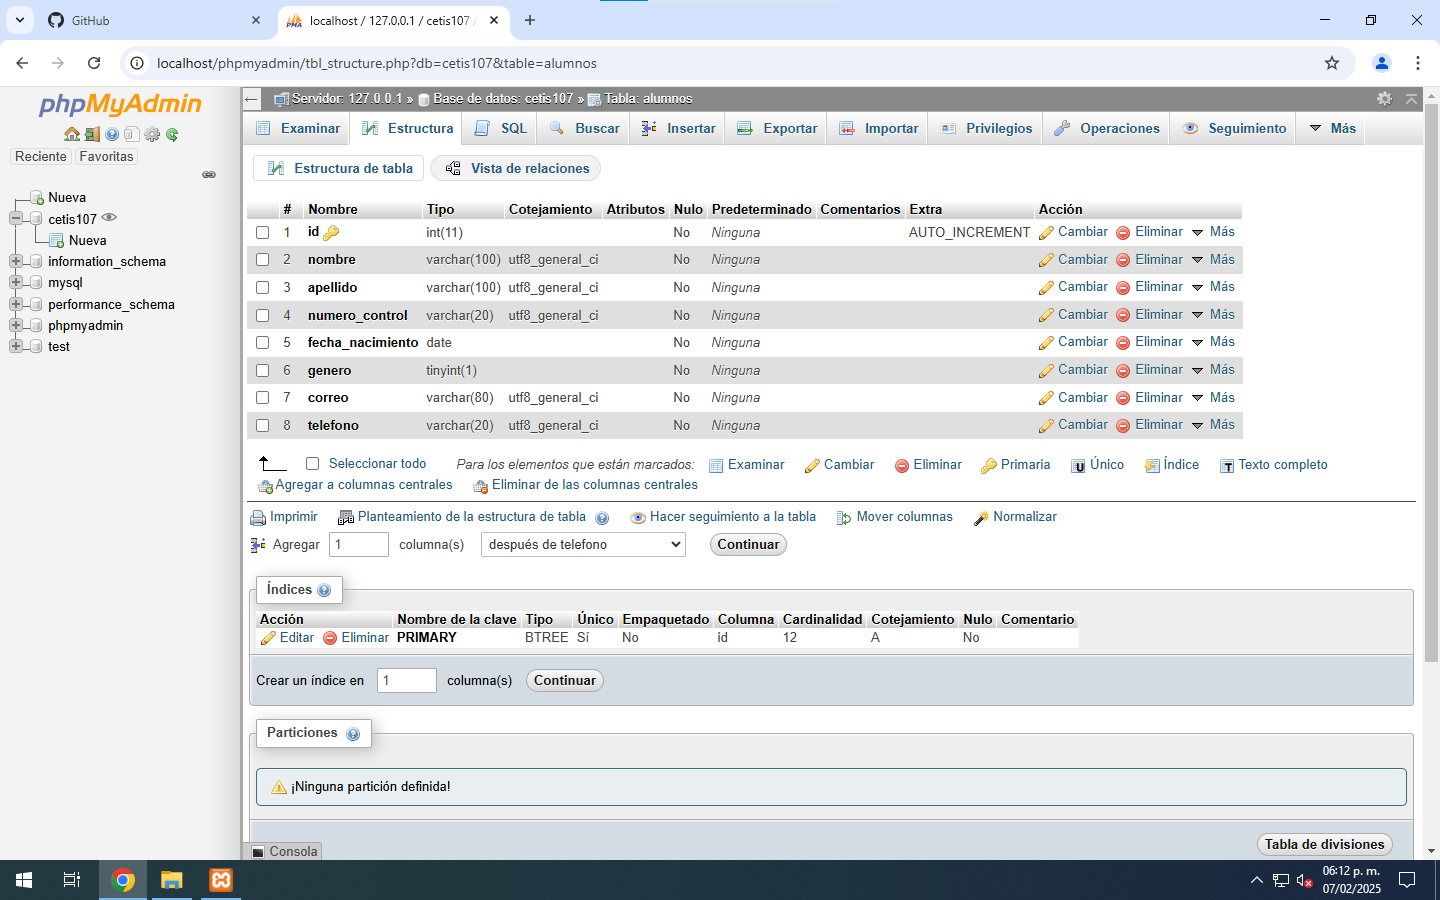 GitHub
localhost / 127.0.0.1 / cetis107 /
localhost/phpmyadmin/tbl_structure.php?db=cetis107&table=alumnos
phpMyAdmin
Reciente
Favoritas
Nueva
cetis107
Nueva
information_schema
mysql
performance_schema
phpmyadmin
test
Servidor: 127.0.0.1 » Base de datos: cetis107 » Tabla: alumnos
Examinar Estructura SQL Buscar Insertar Exportar Importar Privilegios Operaciones Seguimiento Más
Estructura de tabla Vista de relaciones
# Nombre Tipo Cotejamiento Atributos Nulo Predeterminado Comentarios Extra Acción
1 id int(11) No Ninguna AUTO_INCREMENT Cambiar Eliminar Más
2 nombre varchar(100) utf8_general_ci No Ninguna Cambiar Eliminar Más
3 apellido varchar(100) utf8_general_ci No Ninguna Cambiar Eliminar Más
4 numero_control varchar(20) utf8_general_ci No Ninguna Cambiar Eliminar Más
5 fecha_nacimiento date No Ninguna Cambiar Eliminar Más
6 genero tinyint(1) No Ninguna Cambiar Eliminar Más
7 correo varchar(80) utf8_general_ci No Ninguna Cambiar Eliminar Más
8 telefono varchar(20) utf8_general_ci No Ninguna Cambiar Eliminar Más
Seleccionar todo Para los elementos que están marcados: Examinar Cambiar Eliminar Primaria Único Índice Texto completo
Agregar a columnas centrales Eliminar de las columnas centrales
Imprimir Planteamiento de la estructura de tabla Hacer seguimiento a la tabla Mover columnas Normalizar
Agregar 1 columna(s) después de telefono Continuar
Índices
Acción Nombre de la clave Tipo Único Empaquetado Columna Cardinalidad Cotejamiento Nulo Comentario
Editar Eliminar PRIMARY BTREE Sí No id 12 A No
Crear un índice en 1 columna(s) Continuar
Particiones
¡Ninguna partición definida!
Tabla de divisiones
Consola
06:12 p. m.
07/02/2025